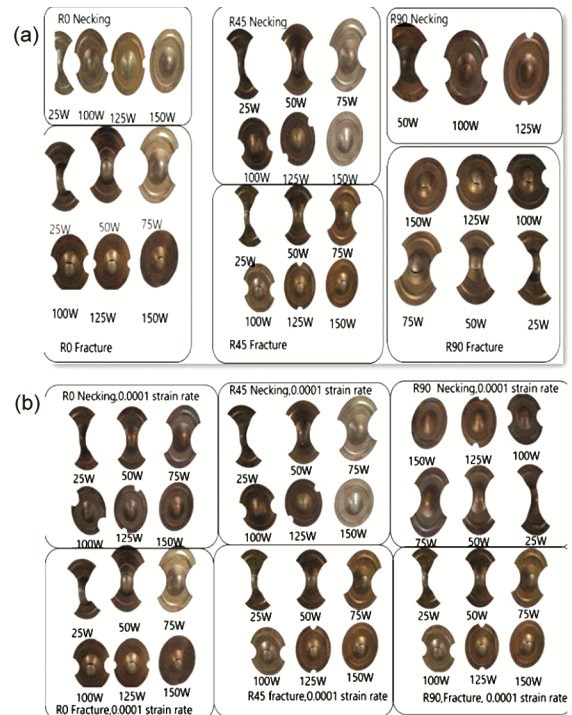 (a)
R0 Necking
25W 100W 125W 150W
25W 50W 75W
100W 125W 150W
R0 Fracture
R45 Necking
25W 50W 75W
100W 125W 150W
25W 50W 75W
100W 125W 150W
R45 Fracture
R90 Necking
50W 100W 125W
150W 125W 100W
75W 50W 25W
R90 Fracture
(b)
R0 Necking,0.0001 strain rate
25W 50W 75W
100W 125W 150W
R45 Necking,0.0001 strain rate
25W 50W 75W
100W 125W 150W
R90 Necking,0.0001 strain rate
150W 125W 100W
75W 50W 25W
25W 50W 75W
100W 125W 150W
R0 Fracture,0.0001 strain rate
25W 50W 75W
100W 125W 150W
R45 fracture,0.0001 strain rate
25W 50W 75W
100W 125W 150W
R90,Fracture, 0.0001 strain rate